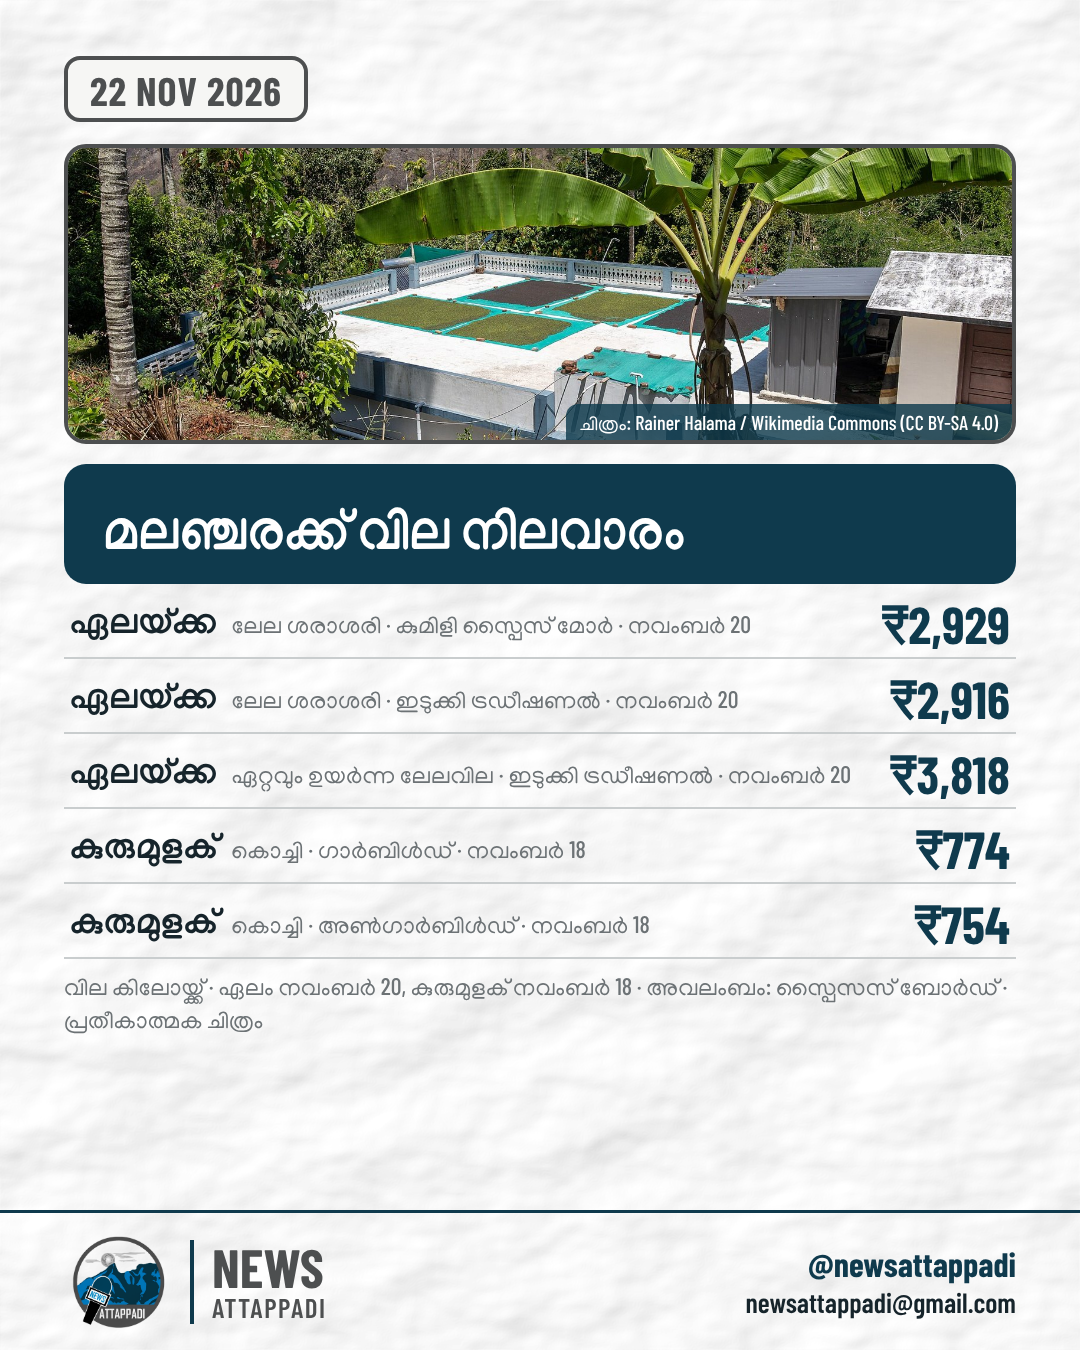 22 NOV 2026
ചിത്രം: Rainer Halama / Wikimedia Commons (CC BY-SA 4.0)
മലഞ്ചരക്ക് വില നിലവാരം
ഏലയ്ക്ക ലേല ശരാശരി · കുമിളി സ്പൈസ് മോർ · നവംബർ 20 ₹2,929
ഏലയ്ക്ക ലേല ശരാശരി · ഇടുക്കി ട്രഡീഷണൽ · നവംബർ 20 ₹2,916
ഏലയ്ക്ക ഏറ്റവും ഉയർന്ന ലേലവില · ഇടുക്കി ട്രഡീഷണൽ · നവംബർ 20 ₹3,818
കുരുമുളക് കൊച്ചി · ഗാർബിൾഡ് · നവംബർ 18 ₹774
കുരുമുളക് കൊച്ചി · അൺഗാർബിൾഡ് · നവംബർ 18 ₹754
വില കിലോയ്ക്ക് · ഏലം നവംബർ 20, കുരുമുളക് നവംബർ 18 · അവലംബം: സ്പൈസസ് ബോർഡ് ·
പ്രതീകാത്മക ചിത്രം
NEWS
ATTAPPADI
NEWS
ATTAPPADI
@newsattappadi
newsattappadi@gmail.com